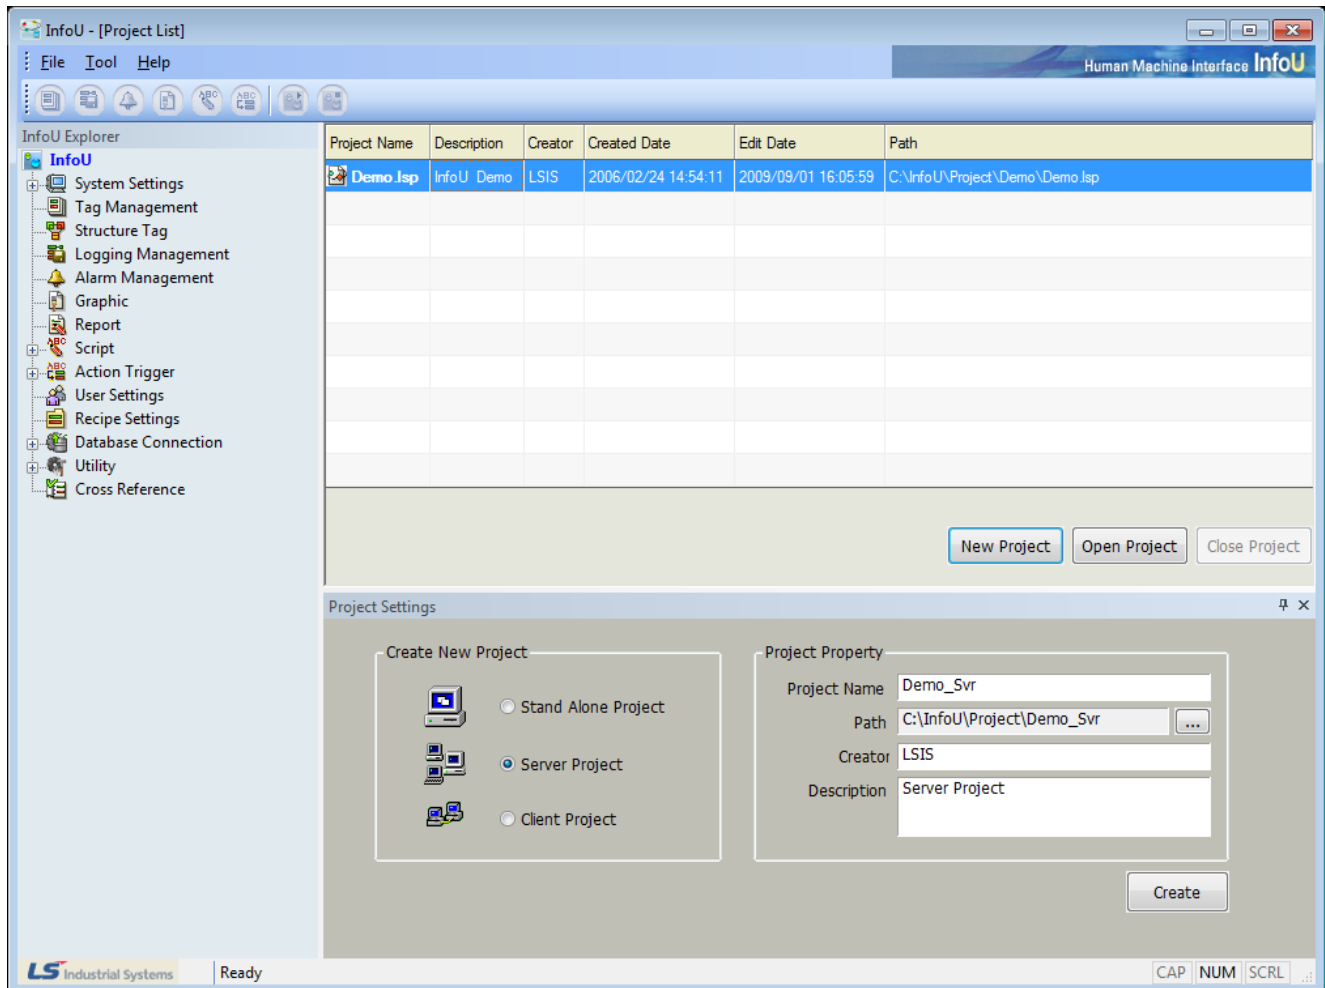 InfoU - [Project List]
File Tool Help
Human Machine Interface InfoU
InfoU Explorer
InfoU
System Settings
Tag Management
Structure Tag
Logging Management
Alarm Management
Graphic
Report
Script
Action Trigger
User Settings
Recipe Settings
Database Connection
Utility
Cross Reference
Project Name Description Creator Created Date Edit Date Path
Demo.lsp InfoU Demo LSIS 2006/02/24 14:54:11 2009/09/01 16:05:59 C:\InfoU\Project\Demo\Demo.lsp
New Project Open Project Close Project
Project Settings
Create New Project
Stand Alone Project
Server Project
Client Project
Project Property
Project Name Demo_Svr
Path C:\InfoU\Project\Demo_Svr ...
Creator LSIS
Description Server Project
Create
LS Industrial Systems Ready CAP NUM SCRL